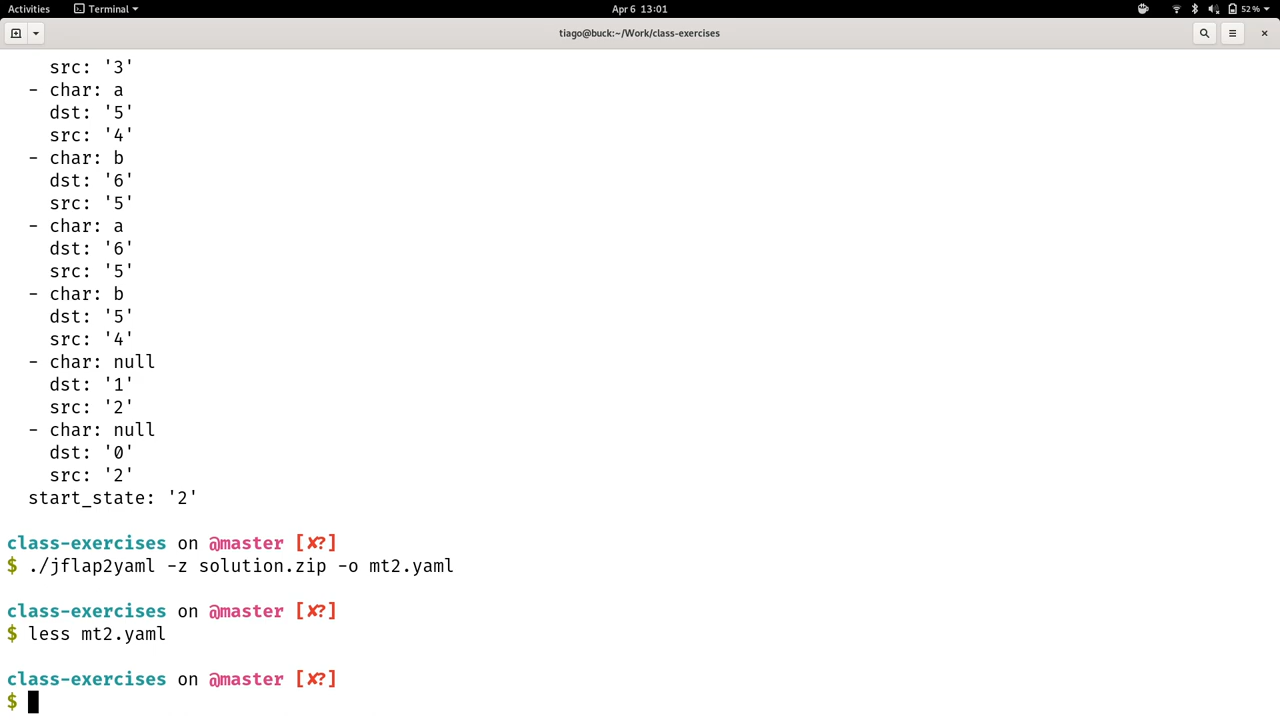 Activities Terminal Apr 6 13:01 52%
tiago@buck:~/Work/class-exercises
src: '3'
- char: a
dst: '5'
src: '4'
- char: b
dst: '6'
src: '5'
- char: a
dst: '6'
src: '5'
- char: b
dst: '5'
src: '4'
- char: null
dst: '1'
src: '2'
- char: null
dst: '0'
src: '2'
start_state: '2'
class-exercises on @master [✘?]
$ ./jflap2yaml -z solution.zip -o mt2.yaml
class-exercises on @master [✘?]
$ less mt2.yaml
class-exercises on @master [✘?]
$